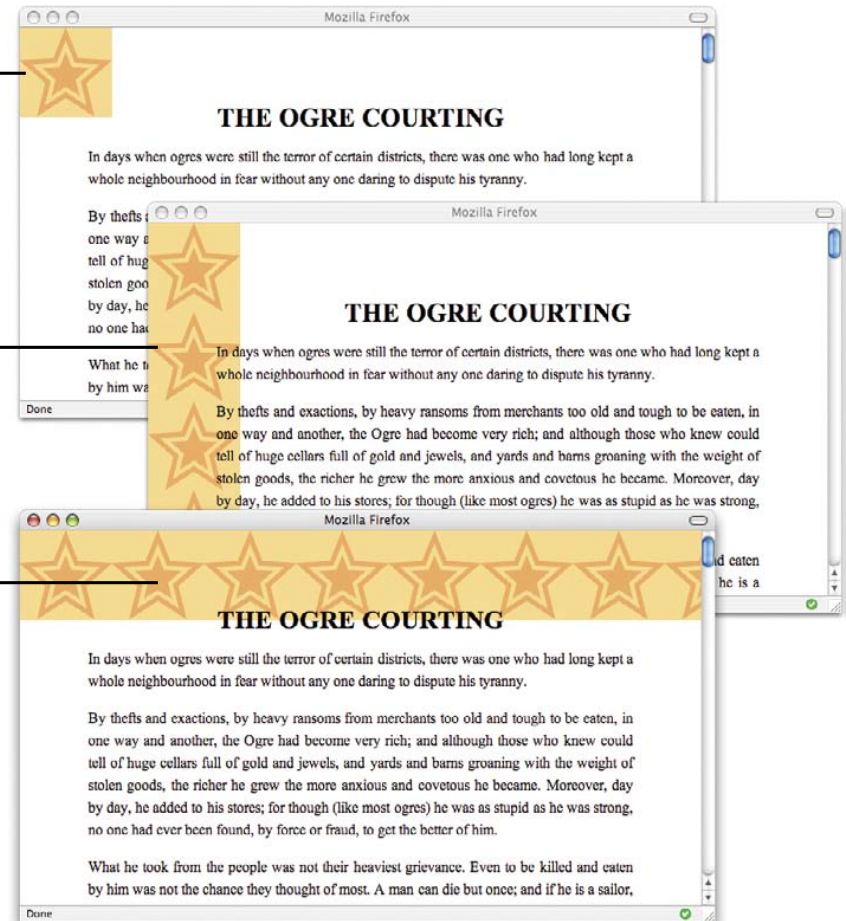 Mozilla Firefox
THE OGRE COURTING
In days when ogres were still the terror of certain districts, there was one who had long kept a
whole neighbourhood in fear without any one daring to dispute his tyranny.
By thefts
one way
tell of hug
stolen goo
by day, he
no one ha
What he t
by him wa
Done
Mozilla Firefox
THE OGRE COURTING
In days when ogres were still the terror of certain districts, there was one who had long kept a
whole neighbourhood in fear without any one daring to dispute his tyranny.
By thefts and exactions, by heavy ransoms from merchants too old and tough to be eaten, in
one way and another, the Ogre had become very rich; and although those who knew could
tell of huge cellars full of gold and jewels, and yards and barns groaning with the weight of
stolen goods, the richer he grew the more anxious and covetous he became. Moreover, day
by day, he added to his stores; for though (like most ogres) he was as stupid as he was strong,
d eaten
he is a
Mozilla Firefox
THE OGRE COURTING
In days when ogres were still the terror of certain districts, there was one who had long kept a
whole neighbourhood in fear without any one daring to dispute his tyranny.
By thefts and exactions, by heavy ransoms from merchants too old and tough to be eaten, in
one way and another, the Ogre had become very rich; and although those who knew could
tell of huge cellars full of gold and jewels, and yards and barns groaning with the weight of
stolen goods, the richer he grew the more anxious and covetous he became. Moreover, day
by day, he added to his stores; for though (like most ogres) he was as stupid as he was strong,
no one had ever been found, by force or fraud, to get the better of him.
What he took from the people was not their heaviest grievance. Even to be killed and eaten
by him was not the chance they thought of most. A man can die but once; and if he is a sailor,
Done